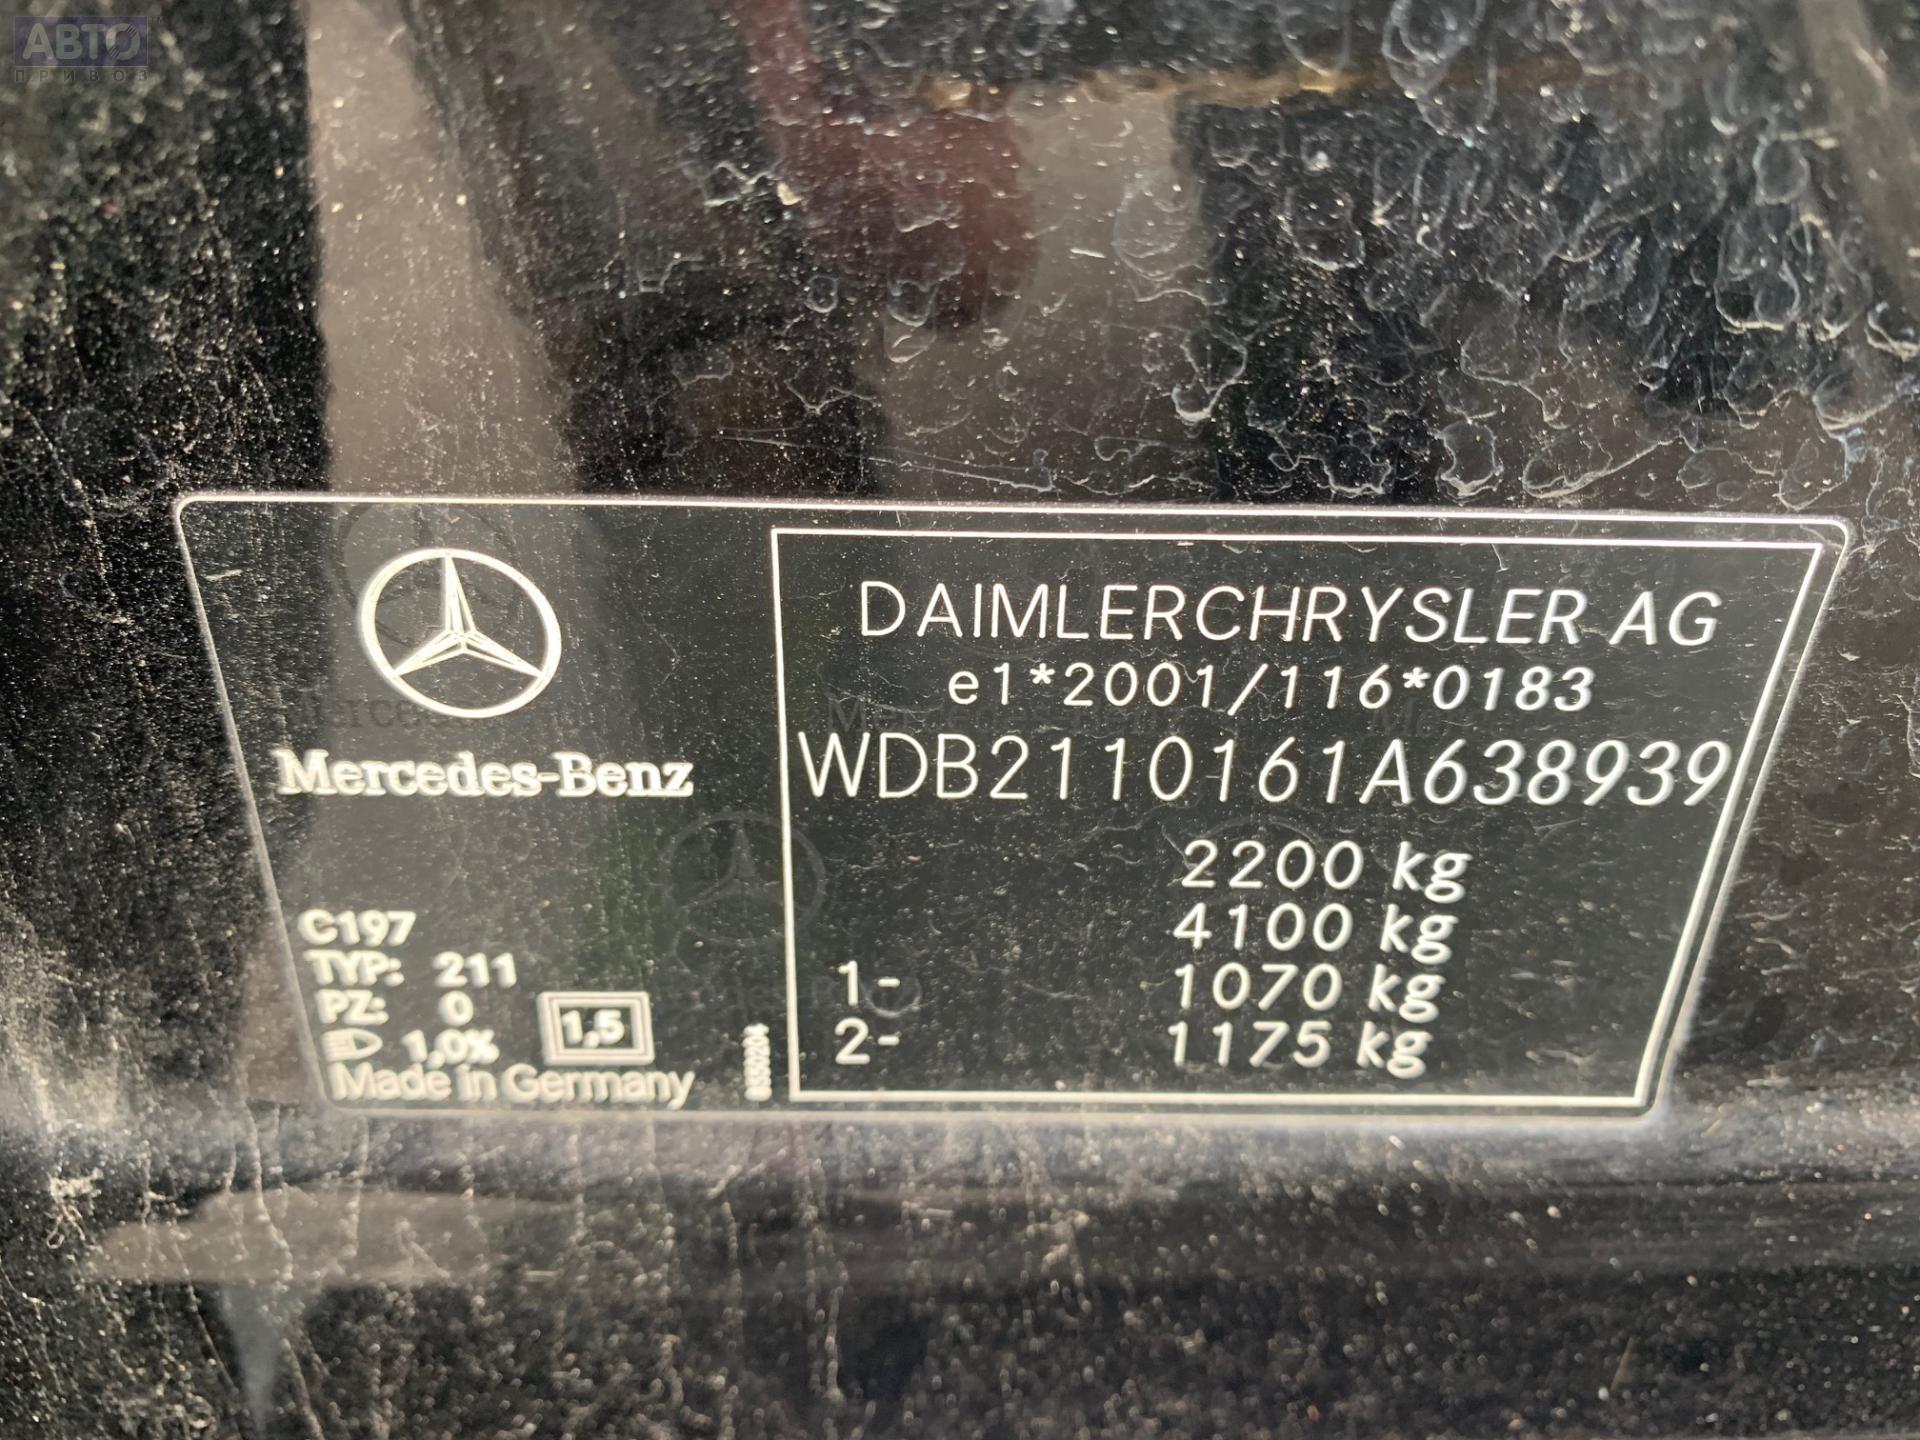 АВТО
ПРИВОЗ
DAIMLERCHRYSLER AG
e1*2001/116*0183
WDB2110161A638939
Mercedes-Benz
2200 kg
4100 kg
1- 1070 kg
2- 1175 kg
C197
TYP: 211
PZ: 0
1,0% 1,5
Made in Germany